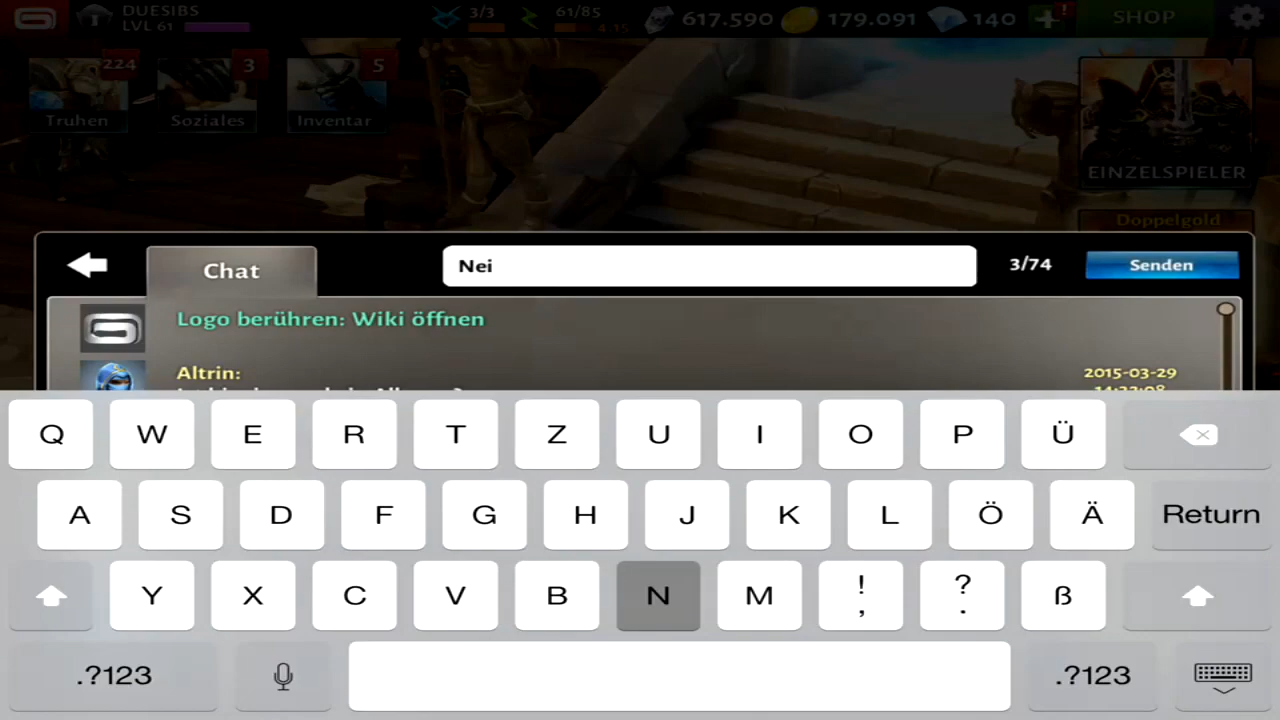 DUESIBS
LVL 61
3/3
61/85
4:15
617.590
179.091
140
!
SHOP
224
3
5
Truhen
Soziales
Inventar
EINZELSPIELER
Doppelgold
Chat
Nei
3/74
Senden
Logo berühren: Wiki öffnen
Altrin:
2015-03-29
Q W E R T Z U I O P Ü
A S D F G H J K L Ö Ä Return
Y X C V B N M ! , ? . ß
.?123 .?123